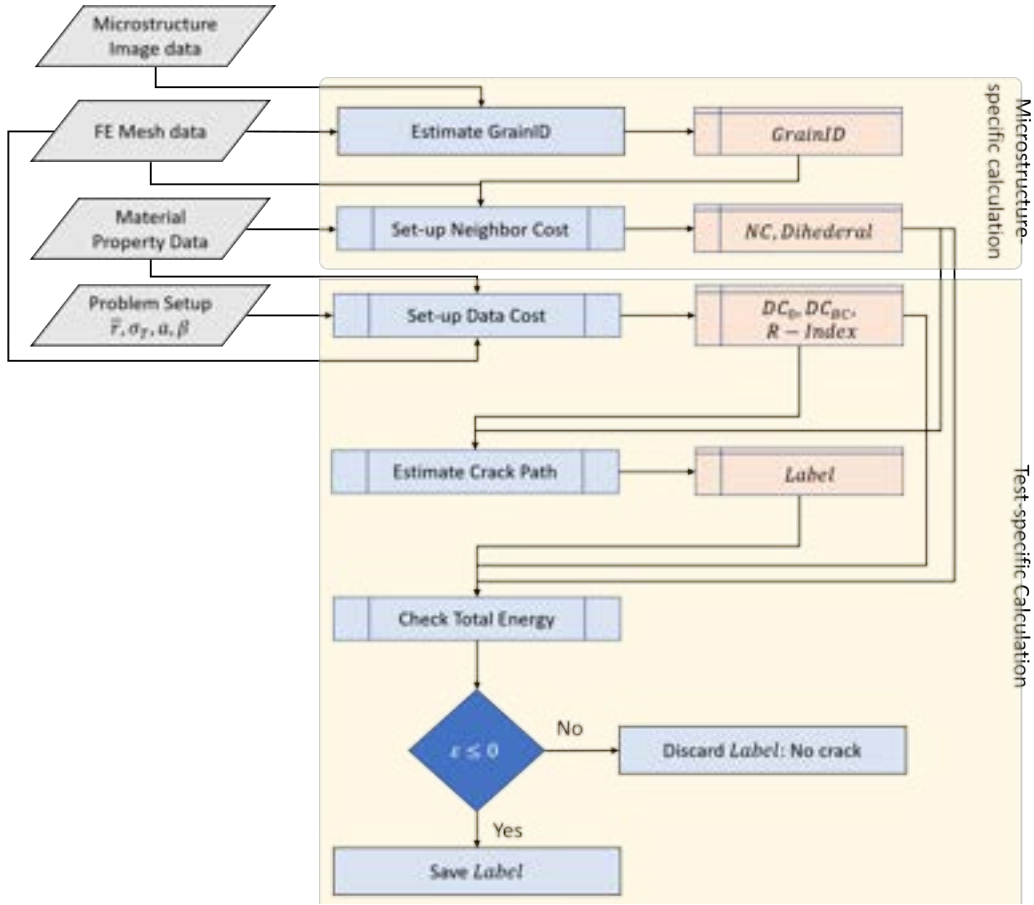 Microstructure
Image data
FE Mesh data
Estimate GrainID
GrainID
Microstructure-
specific calculation
Material
Property Data
Set-up Neighbor Cost
NC, Dihederal
Problem Setup
Set-up Data Cost
DC₀, DC_BC,
R − Index
Estimate Crack Path
Label
Test-specific Calculation
Check Total Energy
ε ≤ 0
No
Discard Label: No crack
Yes
Save Label